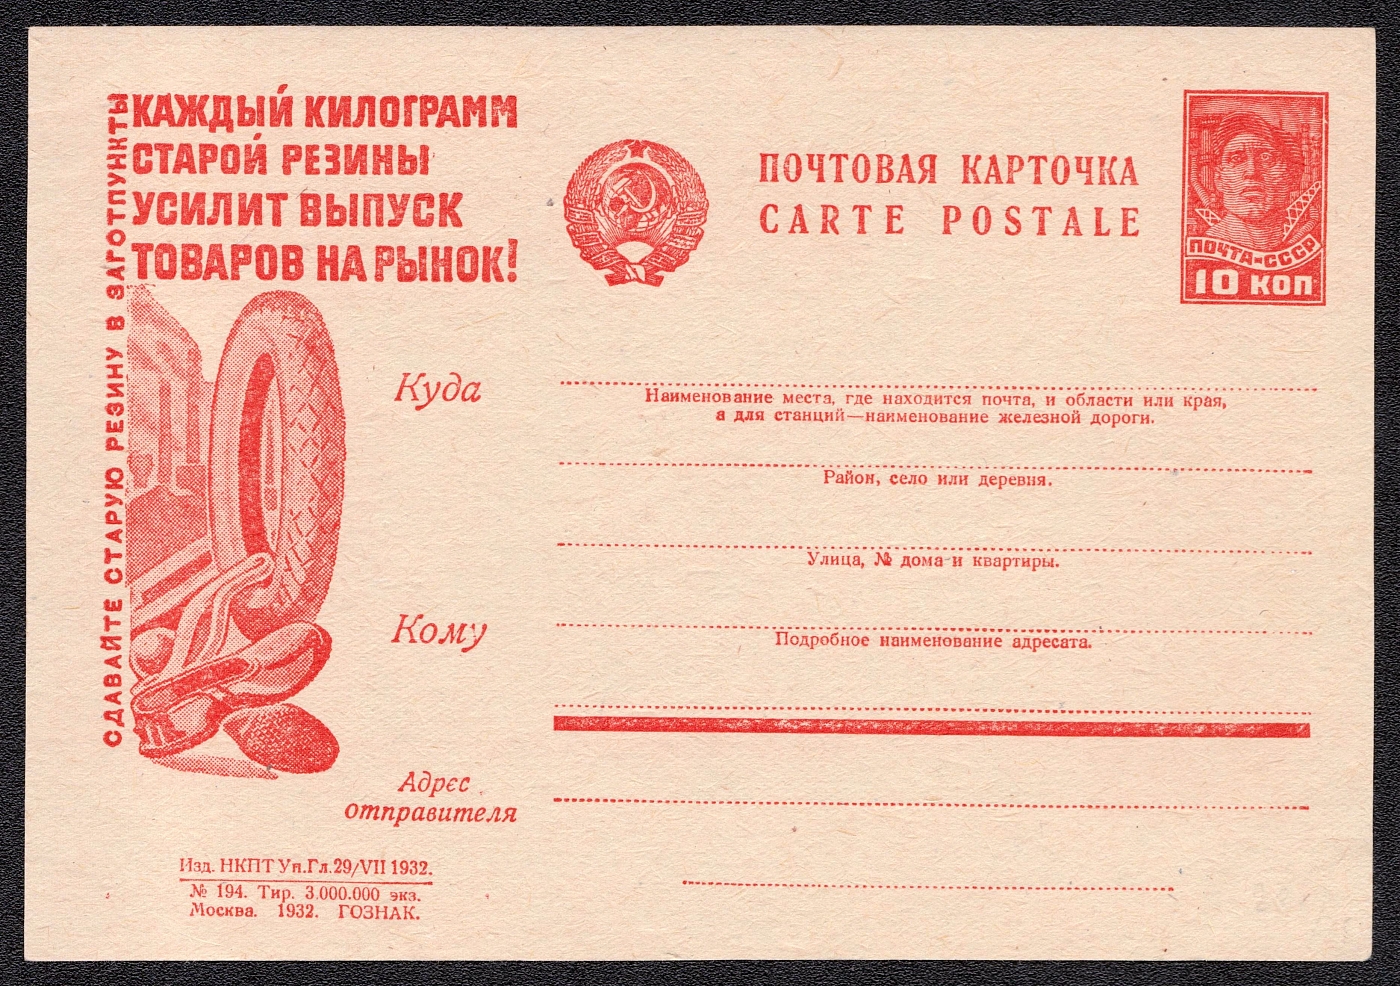 КАЖДЫЙ КИЛОГРАММ
СТАРОЙ РЕЗИНЫ
УСИЛИТ ВЫПУСК
ТОВАРОВ НА РЫНОК!
СДАВАЙТЕ СТАРУЮ РЕЗИНУ В ЗАГОТПУНКТЫ
ПОЧТОВАЯ КАРТОЧКА
CARTE POSTALE
ПОЧТА-СССР
10 КОП
Куда
Наименование места, где находится почта, и области или края,
а для станций—наименование железной дороги.
Район, село или деревня.
Улица, № дома и квартиры.
Кому
Подробное наименование адресата.
Адрес
отправителя
Изд. НКПТ Уп.Гл.29/VII 1932.
№ 194. Тир. 3.000.000 экз.
Москва. 1932. ГОЗНАК.